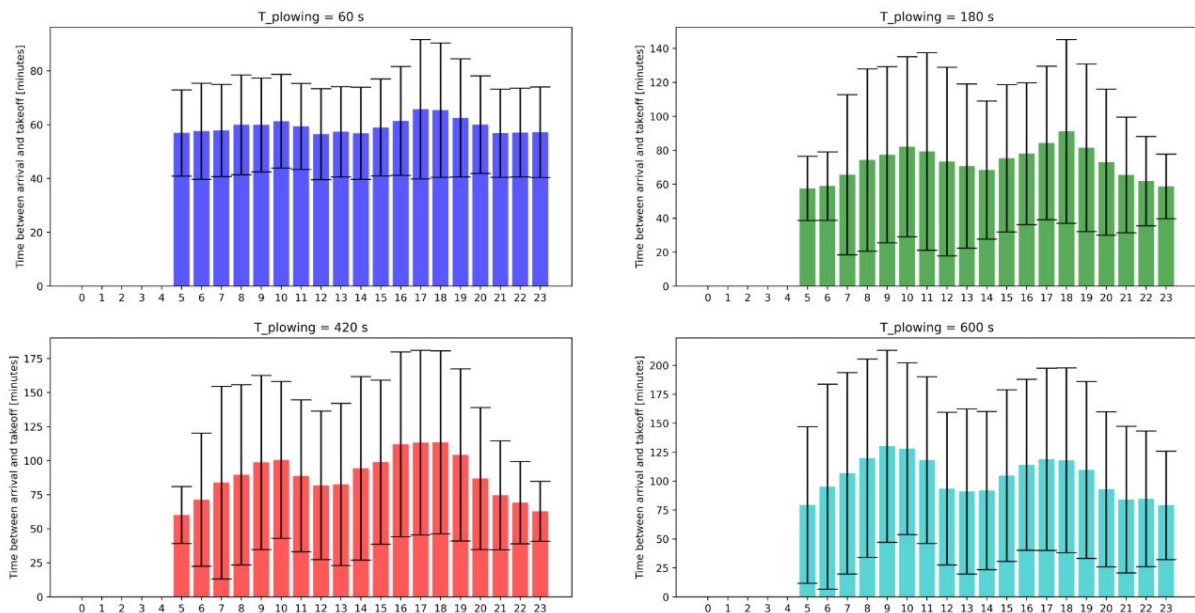 T_plowing = 60 s
Time between arrival and takeoff [minutes]
80
60
40
20
0
0 1 2 3 4 5 6 7 8 9 10 11 12 13 14 15 16 17 18 19 20 21 22 23
T_plowing = 180 s
Time between arrival and takeoff [minutes]
140
120
100
80
60
40
20
0
0 1 2 3 4 5 6 7 8 9 10 11 12 13 14 15 16 17 18 19 20 21 22 23
T_plowing = 420 s
Time between arrival and takeoff [minutes]
175
150
125
100
75
50
25
0
0 1 2 3 4 5 6 7 8 9 10 11 12 13 14 15 16 17 18 19 20 21 22 23
T_plowing = 600 s
Time between arrival and takeoff [minutes]
200
175
150
125
100
75
50
25
0
0 1 2 3 4 5 6 7 8 9 10 11 12 13 14 15 16 17 18 19 20 21 22 23